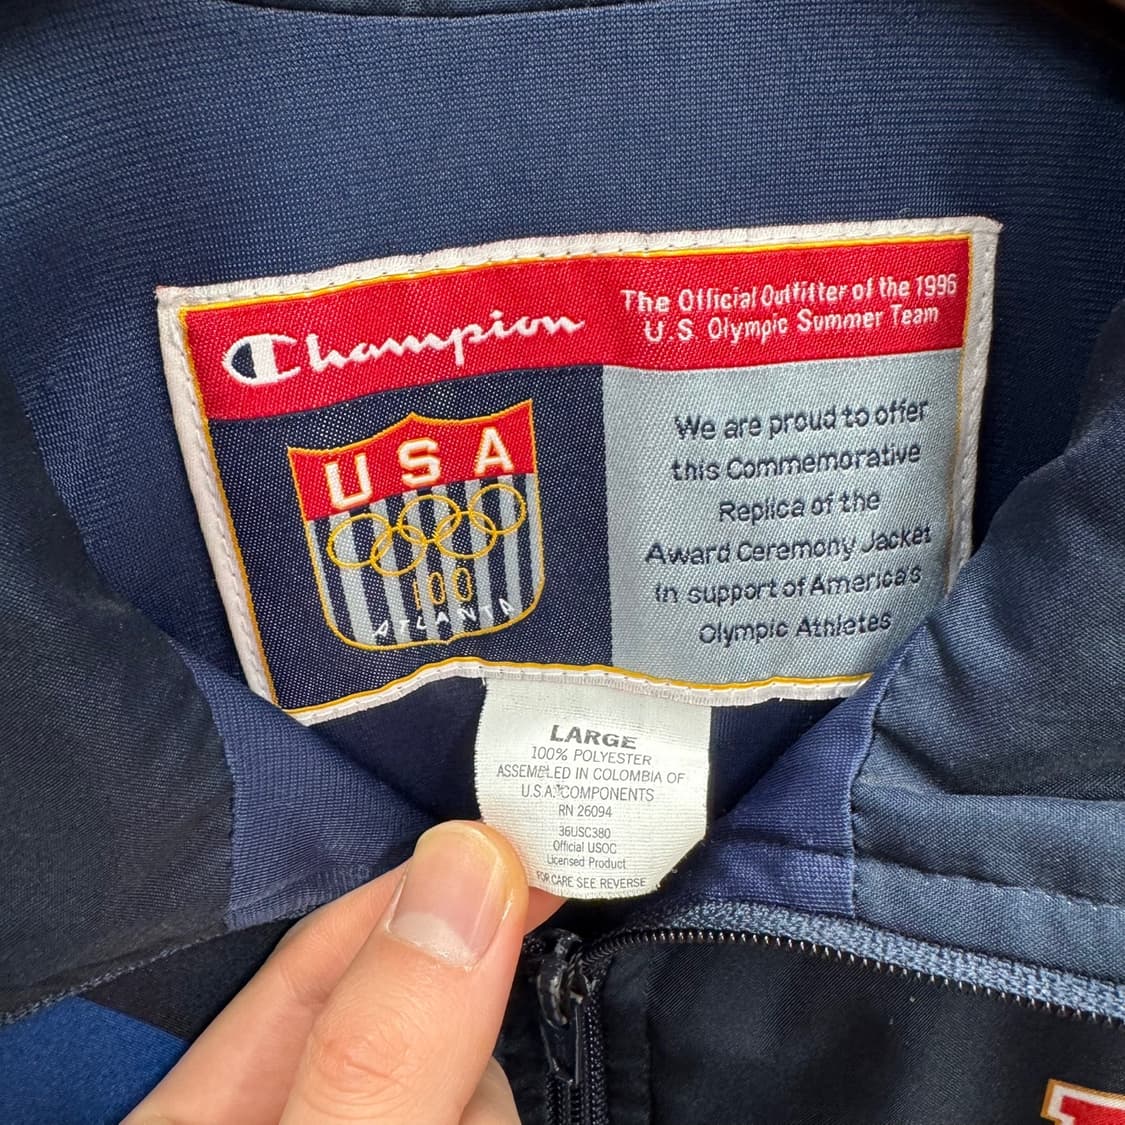 Champion
The Official Outfitter of the 1996
U.S. Olympic Summer Team
USA
100
ATLANTA
We are proud to offer
this Commemorative
Replica of the
Award Ceremony Jacket
In support of America's
Olympic Athletes
LARGE
100% POLYESTER
ASSEMBLED IN COLOMBIA OF
U.S.A. COMPONENTS
RN 26094
36USC380
Official USOC
Licensed Product
FOR CARE SEE REVERSE